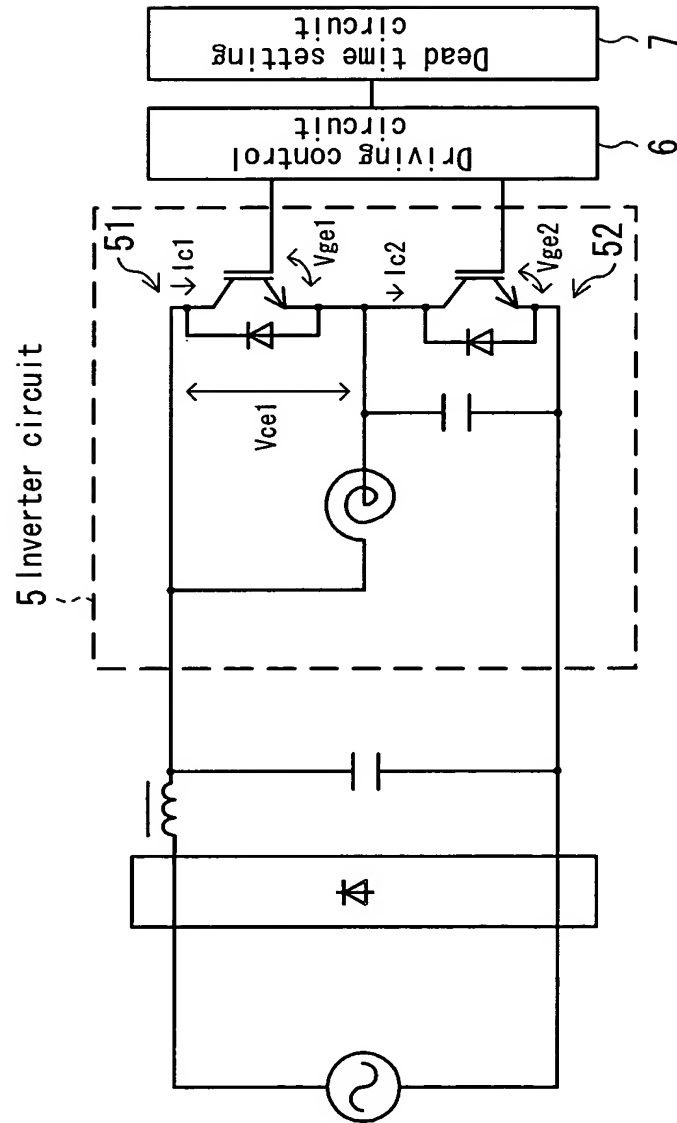 5 Inverter circuit
51
Ic1
Vge1
Vce1
Ic2
Vge2
52
Driving control
circuit
6
Dead time setting
circuit
7